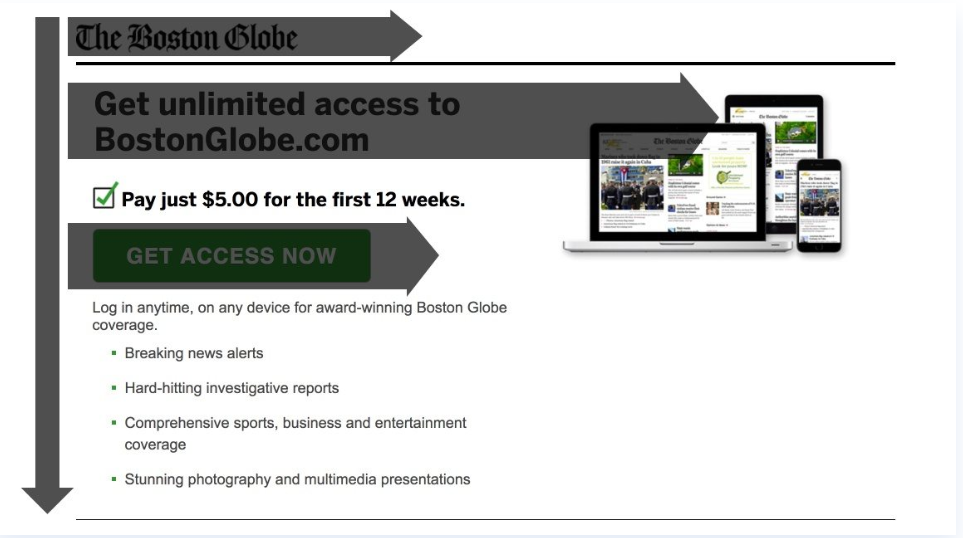 The Boston Globe
Get unlimited access to
BostonGlobe.com
Pay just $5.00 for the first 12 weeks.
GET ACCESS NOW
Log in anytime, on any device for award-winning Boston Globe
coverage.
Breaking news alerts
Hard-hitting investigative reports
Comprehensive sports, business and entertainment
coverage
Stunning photography and multimedia presentations